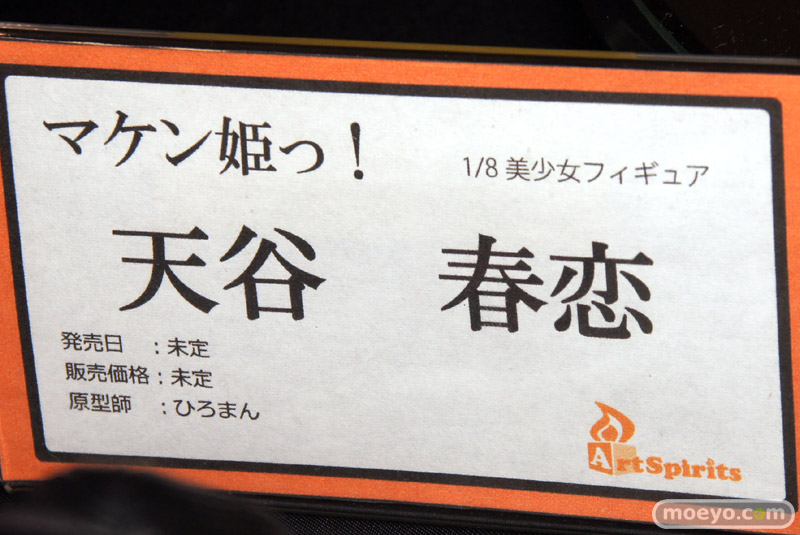 マケン姫っ！
1/8 美少女フィギュア
天谷 春恋
発売日 ：未定
販売価格：未定
原型師 ：ひろまん
ArtSpirits
moeyo.com